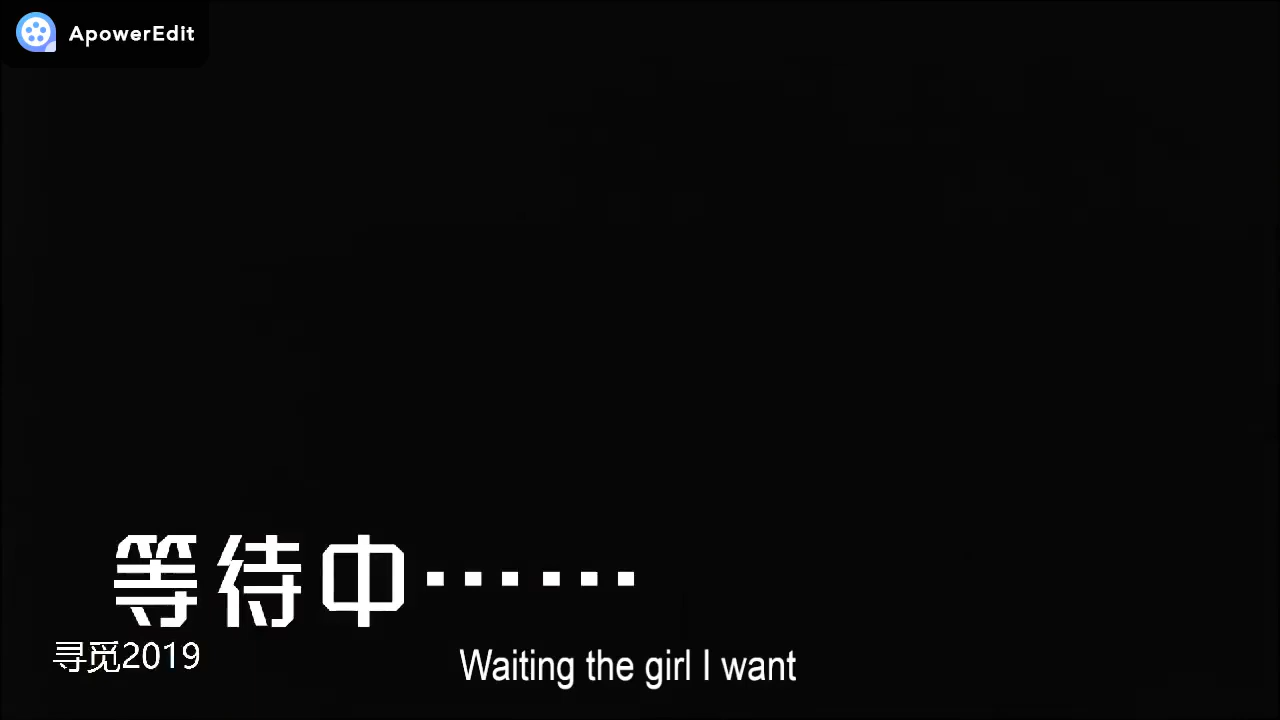 ApowerEdit
等待中······
寻觅2019
Waiting the girl I want